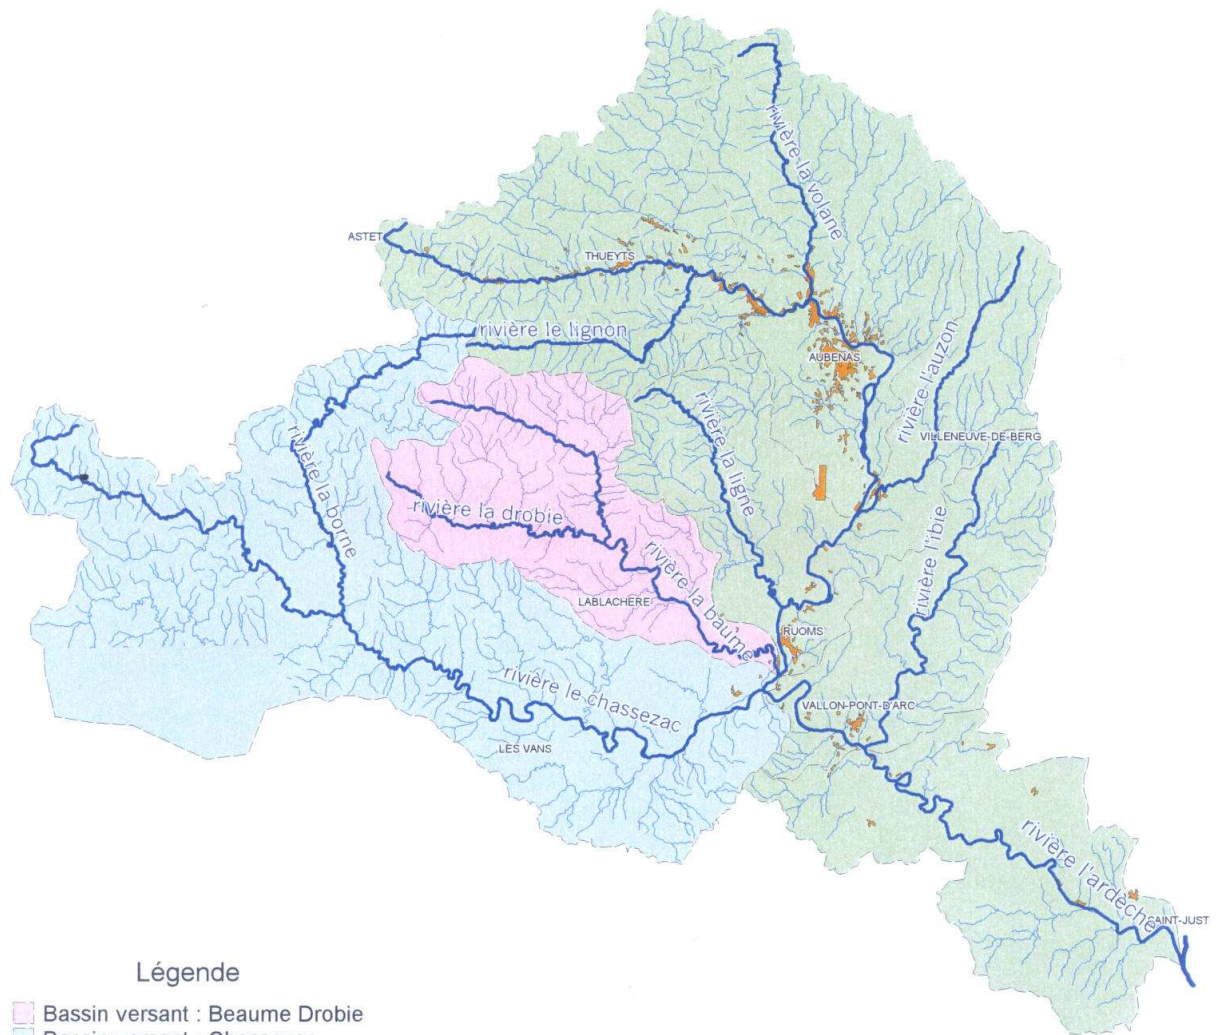 rivière la volane
ASTET
THUEYTS
rivière le lignon
AUBENAS
rivière l'auzon
rivière la ligne
VILLENEUVE-DE-BERG
rivière la borne
rivière la drobie
rivière l'ibie
rivière la baume
LABLACHERE
RUOMS
rivière le chassezac
VALLON-PONT-D'ARC
LES VANS
rivière l'ardèche
SAINT-JUST
Légende
Bassin versant : Beaume Drobie